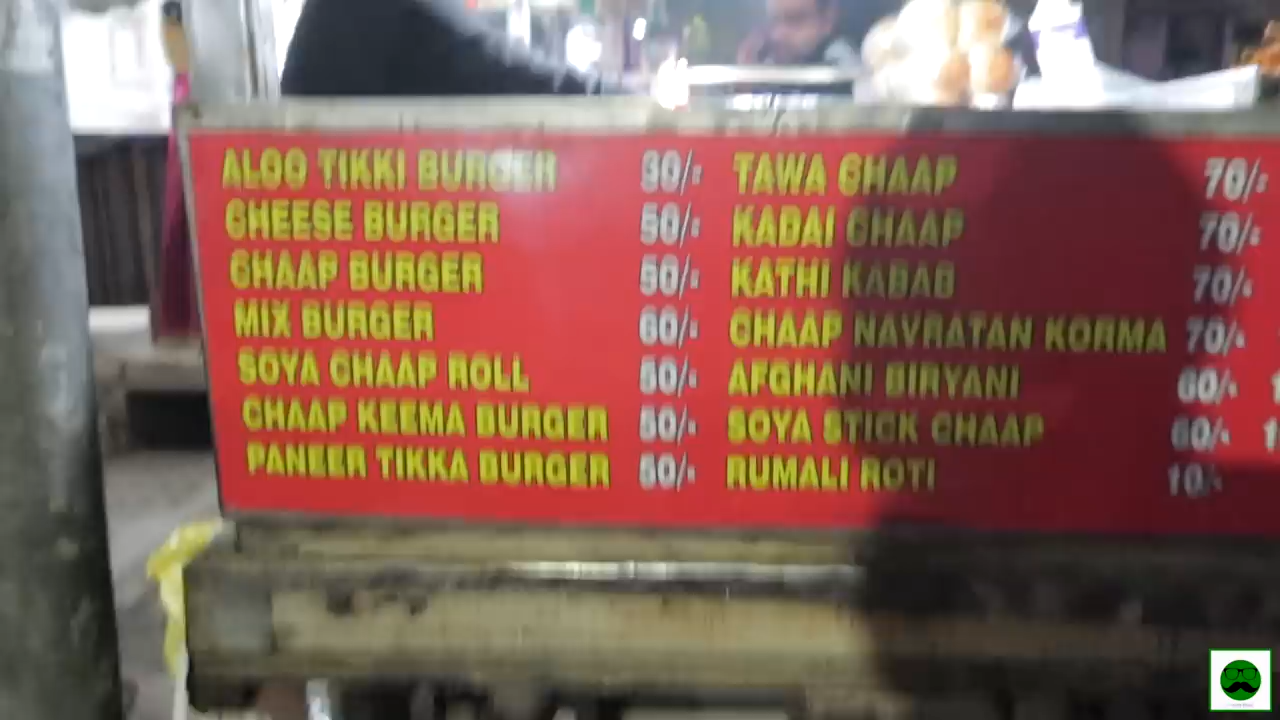 ALOO TIKKI BURGER 30/-
CHEESE BURGER 50/-
CHAAP BURGER 50/-
MIX BURGER 60/-
SOYA CHAAP ROLL 50/-
CHAAP KEEMA BURGER 50/-
PANEER TIKKA BURGER 50/-
TAWA CHAAP 70/-
KADAI CHAAP 70/-
KATHI KABAB 70/-
CHAAP NAVRATAN KORMA 70/-
AFGHANI BIRYANI 60/-
SOYA STICK CHAAP 60/-
RUMALI ROTI 10/-